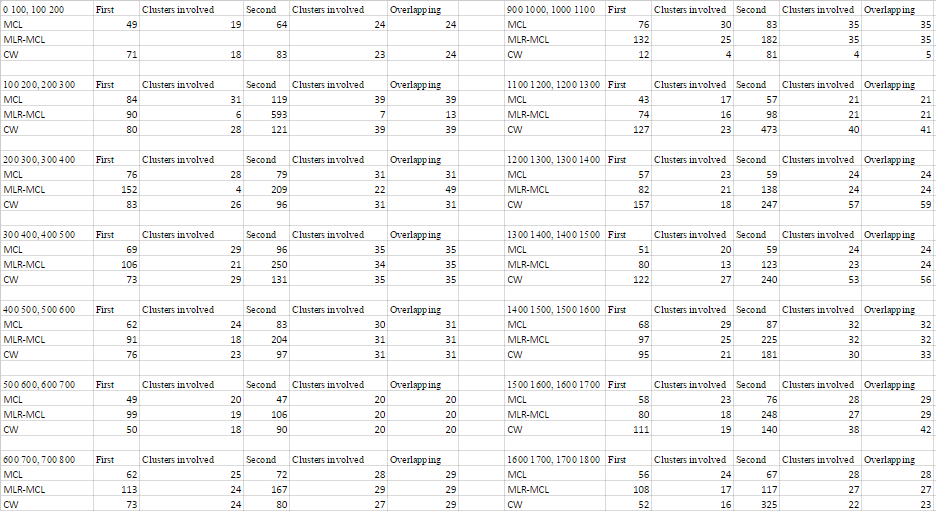 0 100, 100 200 First Clusters involved Second Clusters involved Overlapping
MCL 49 19 64 24 24
MLR-MCL
CW 71 18 83 23 24
100 200, 200 300 First Clusters involved Second Clusters involved Overlapping
MCL 84 31 119 39 39
MLR-MCL 90 6 593 7 13
CW 80 28 121 39 39
200 300, 300 400 First Clusters involved Second Clusters involved Overlapping
MCL 76 28 79 31 31
MLR-MCL 152 4 209 22 49
CW 83 26 96 31 31
300 400, 400 500 First Clusters involved Second Clusters involved Overlapping
MCL 69 29 96 35 35
MLR-MCL 106 21 250 34 35
CW 73 29 131 35 35
400 500, 500 600 First Clusters involved Second Clusters involved Overlapping
MCL 62 24 83 30 31
MLR-MCL 91 18 204 31 31
CW 76 23 97 31 31
500 600, 600 700 First Clusters involved Second Clusters involved Overlapping
MCL 49 20 47 20 20
MLR-MCL 99 19 106 20 20
CW 50 18 90 20 20
600 700, 700 800 First Clusters involved Second Clusters involved Overlapping
MCL 62 25 72 28 29
MLR-MCL 113 24 167 29 29
CW 73 24 80 27 29
900 1000, 1000 1100 First Clusters involved Second Clusters involved Overlapping
MCL 76 30 83 35 35
MLR-MCL 132 25 182 35 35
CW 12 4 81 4 5
1100 1200, 1200 1300 First Clusters involved Second Clusters involved Overlapping
MCL 43 17 57 21 21
MLR-MCL 74 16 98 21 21
CW 127 23 473 40 41
1200 1300, 1300 1400 First Clusters involved Second Clusters involved Overlapping
MCL 57 23 59 24 24
MLR-MCL 82 21 138 24 24
CW 157 18 247 57 59
1300 1400, 1400 1500 First Clusters involved Second Clusters involved Overlapping
MCL 51 20 59 24 24
MLR-MCL 80 13 123 23 24
CW 122 27 240 53 56
1400 1500, 1500 1600 First Clusters involved Second Clusters involved Overlapping
MCL 68 29 87 32 32
MLR-MCL 97 25 225 32 32
CW 95 21 181 30 33
1500 1600, 1600 1700 First Clusters involved Second Clusters involved Overlapping
MCL 58 23 76 28 29
MLR-MCL 80 18 248 27 29
CW 111 19 140 38 42
1600 1700, 1700 1800 First Clusters involved Second Clusters involved Overlapping
MCL 56 24 67 28 28
MLR-MCL 108 17 117 27 27
CW 52 16 325 22 23